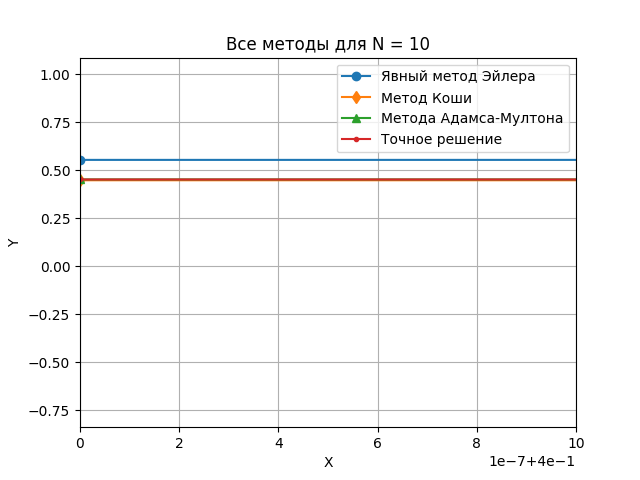 Все методы для N = 10
Явный метод Эйлера
Метод Коши
Метода Адамса-Мултона
Точное решение
1.00
0.75
0.50
0.25
0.00
−0.25
−0.50
−0.75
Y
0 2 4 6 8 10
X
1e−7+4e−1